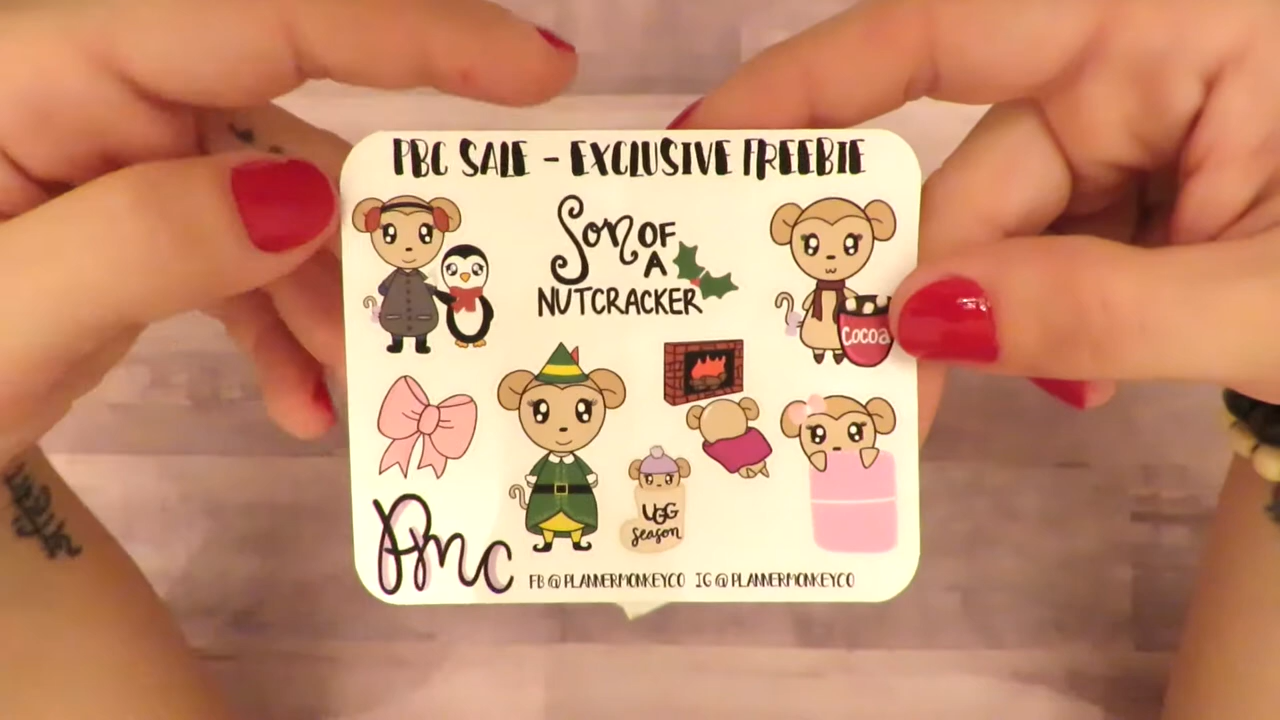 PBC SALE - EXCLUSIVE FREEBIE
Son OF
A
NUTCRACKER
COCOA
UGG
Season
PMC
FB@PLANNERMONKEYCO IG@PLANNERMONKEYCO